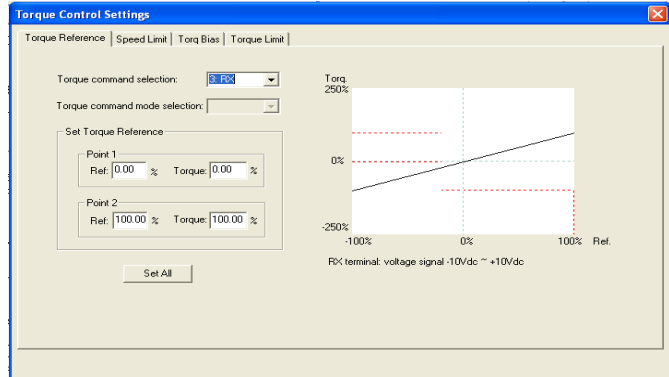 Torque Control Settings
Torque Reference Speed Limit Torq Bias Torque Limit
Torque command selection: 3: RX
Torque command mode selection:
Set Torque Reference
Point 1
Ref: 0.00 % Torque: 0.00 %
Point 2
Ref: 100.00 % Torque: 100.00 %
Set All
Torq.
250%
0%
-250%
-100% 0% 100% Ref.
RX terminal: voltage signal -10Vdc ~ +10Vdc